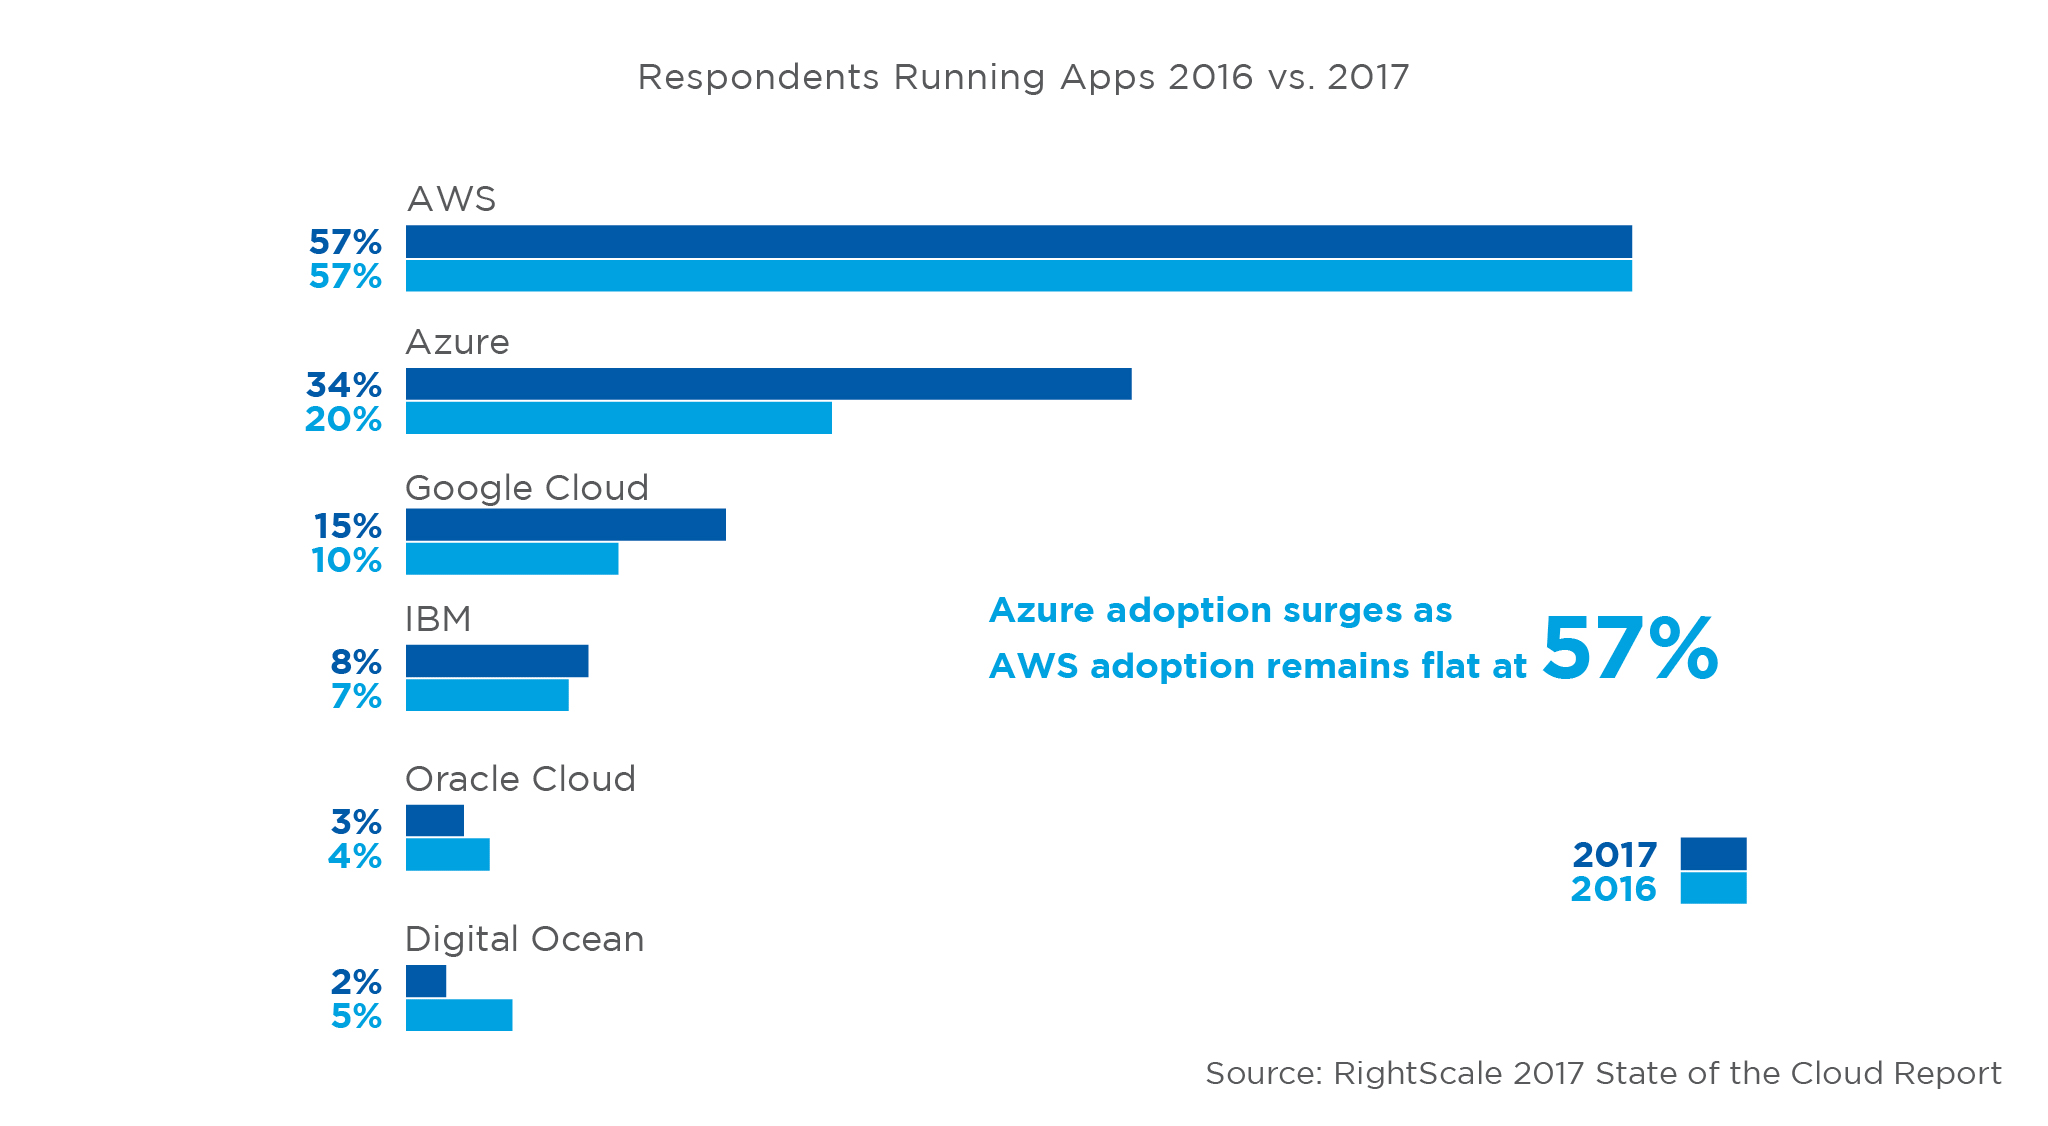 Respondents Running Apps 2016 vs. 2017
AWS
57%
57%
Azure
34%
20%
Google Cloud
15%
10%
IBM
8%
7%
Azure adoption surges as
AWS adoption remains flat at 57%
Oracle Cloud
3%
4%
2017
2016
Digital Ocean
2%
5%
Source: RightScale 2017 State of the Cloud Report